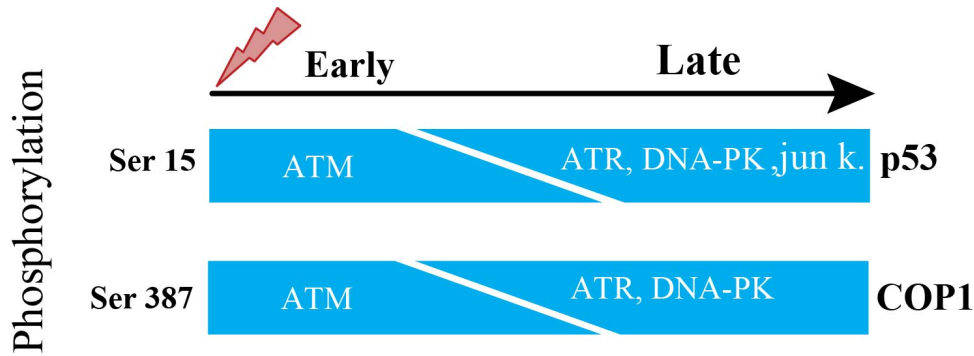 Phosphorylation
Early
Late
Ser 15
ATM
ATR, DNA-PK ,jun k.
p53
Ser 387
ATM
ATR, DNA-PK
COP1